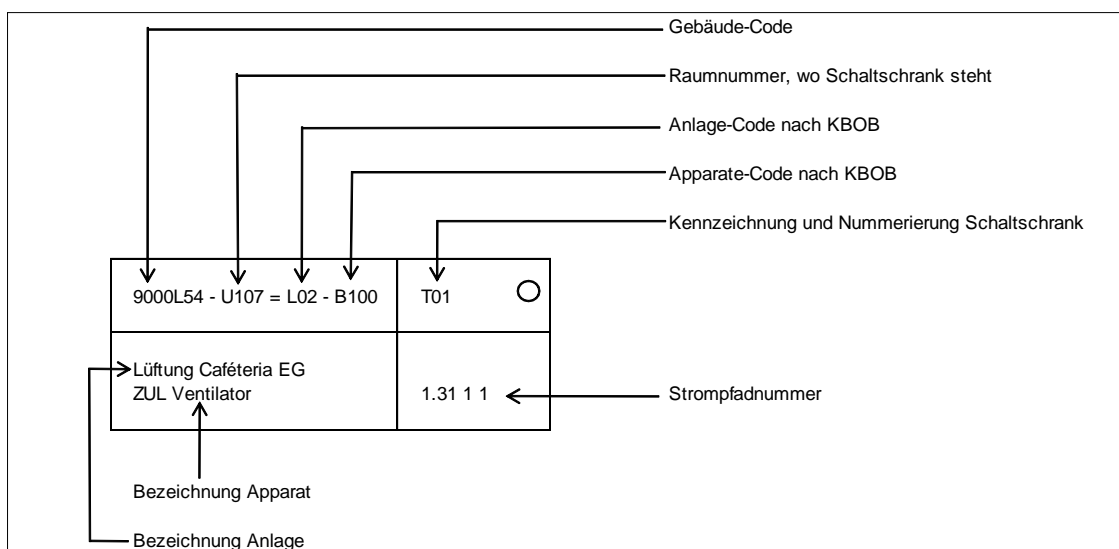 Gebäude-Code
Raumnummer, wo Schaltschrank steht
Anlage-Code nach KBOB
Apparate-Code nach KBOB
Kennzeichnung und Nummerierung Schaltschrank
9000L54 - U107 = L02 - B100
T01
Lüftung Caféteria EG
ZUL Ventilator
1.31 1 1
Strompfadnummer
Bezeichnung Apparat
Bezeichnung Anlage